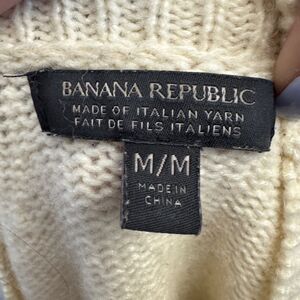 BANANA REPUBLIC
MADE OF ITALIAN YARN
FAIT DE FILS ITALIENS
M/M
MADE IN
CHINA